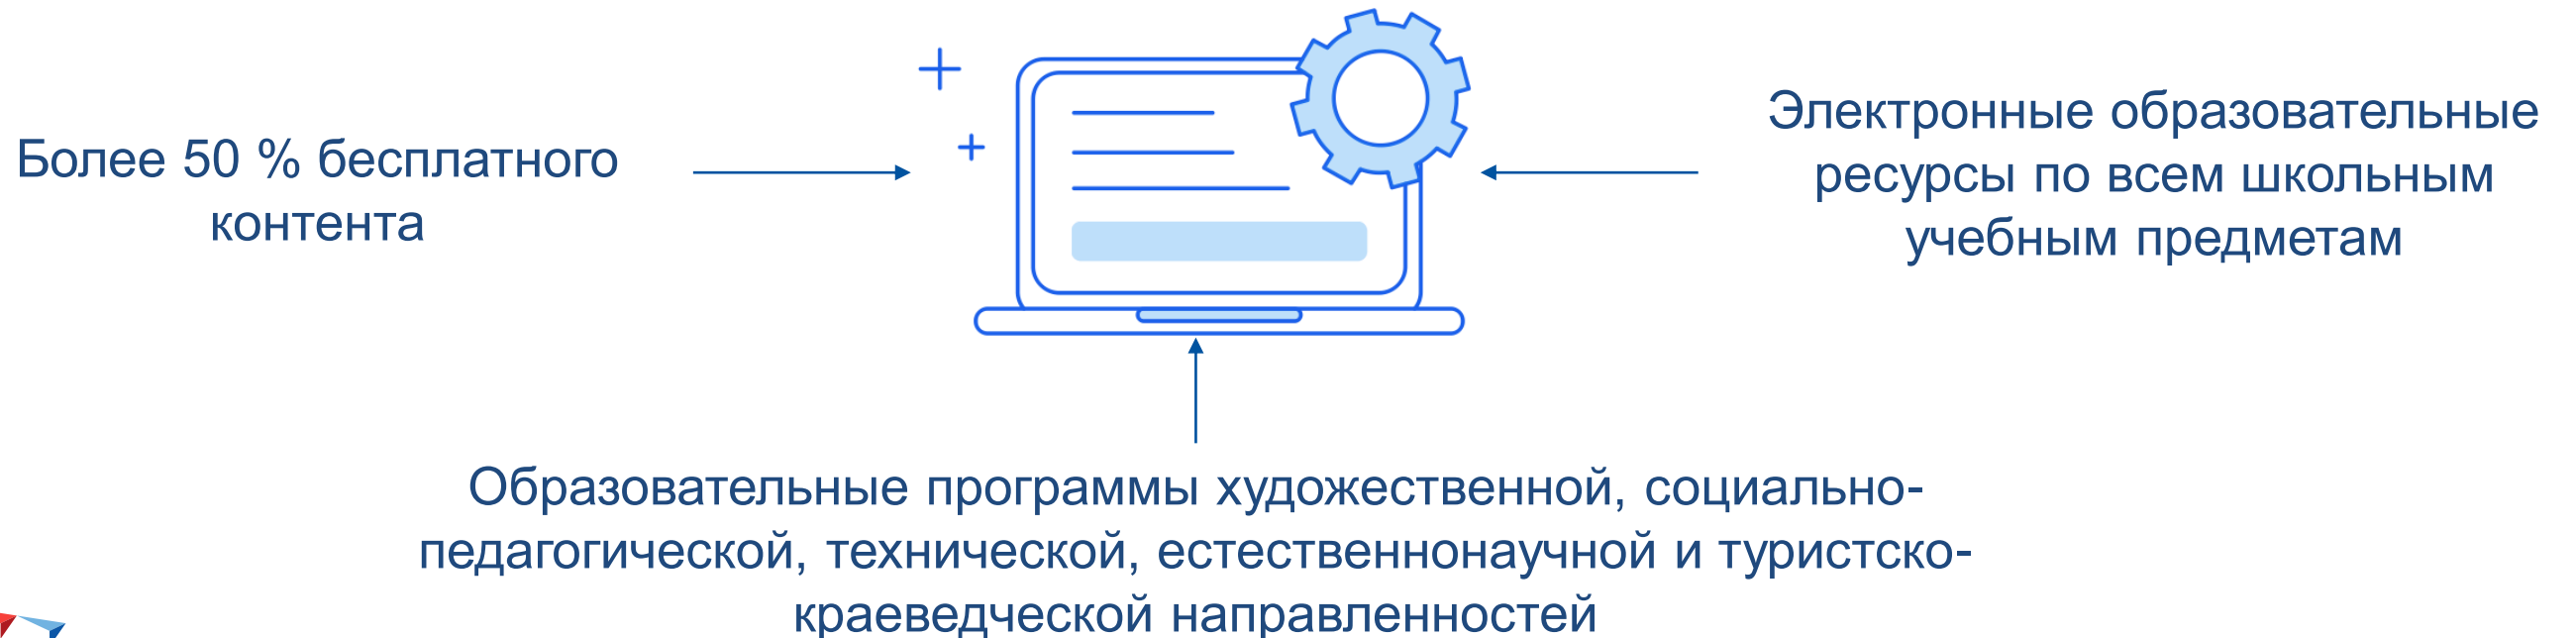 Более 50 % бесплатного
контента
Электронные образовательные
ресурсы по всем школьным
учебным предметам
Образовательные программы художественной, социально-
педагогической, технической, естественнонаучной и туристско-
краеведческой направленностей